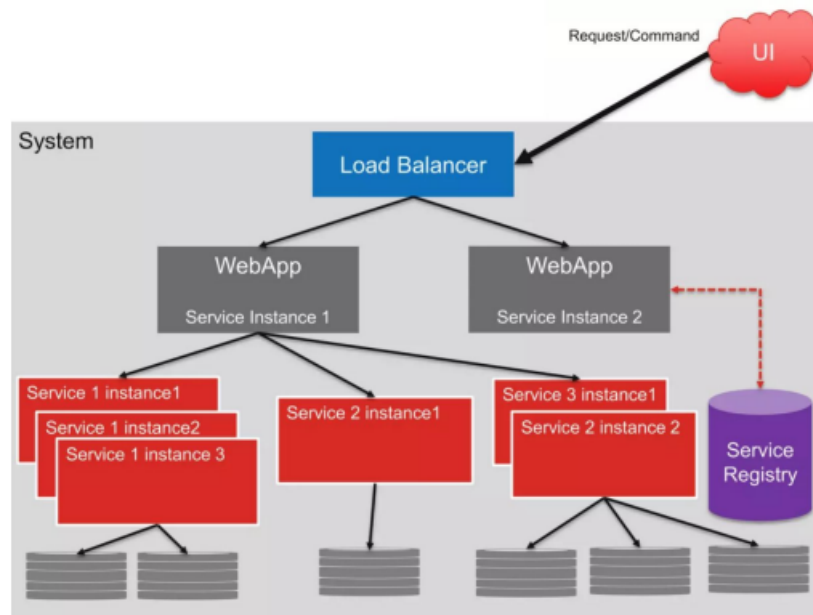 Request/Command
UI
System
Load Balancer
WebApp
Service Instance 1
WebApp
Service Instance 2
Service 1 instance1
Service 1 instance2
Service 1 instance 3
Service 2 instance1
Service 3 instance1
Service 2 instance 2
Service
Registry